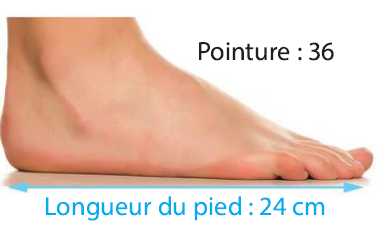 Pointure : 36
Longueur du pied : 24 cm